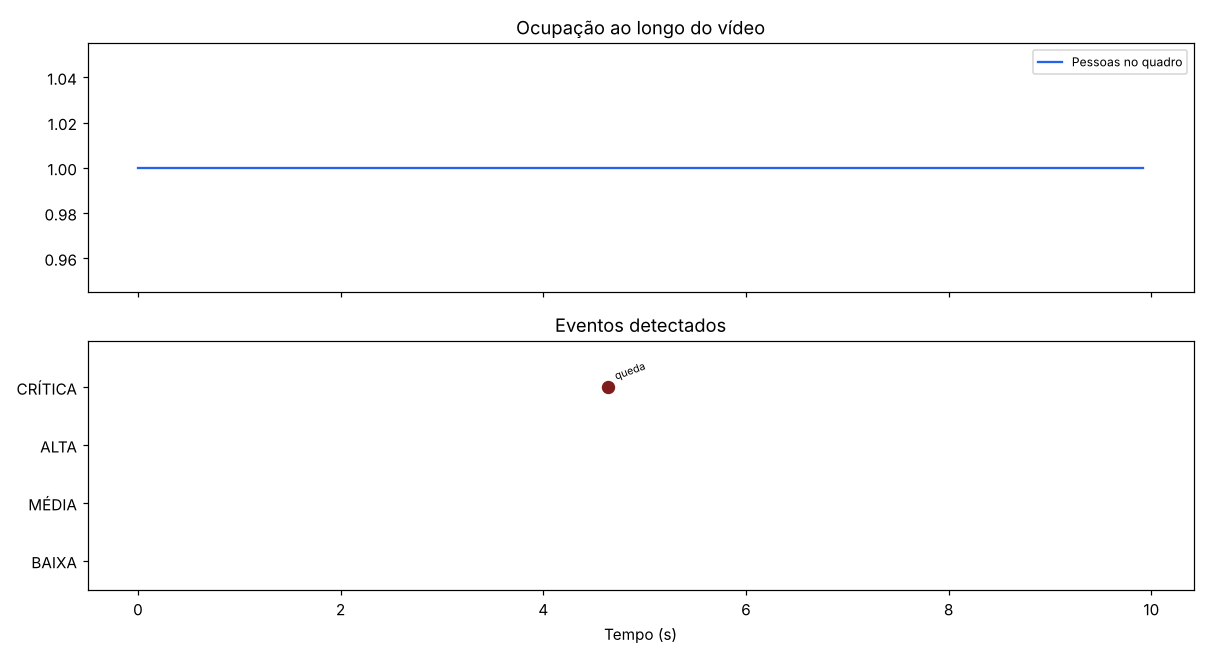 Ocupação ao longo do vídeo
Pessoas no quadro
1.04
1.02
1.00
0.98
0.96
Eventos detectados
queda
CRÍTICA
ALTA
MÉDIA
BAIXA
0 2 4 6 8 10
Tempo (s)